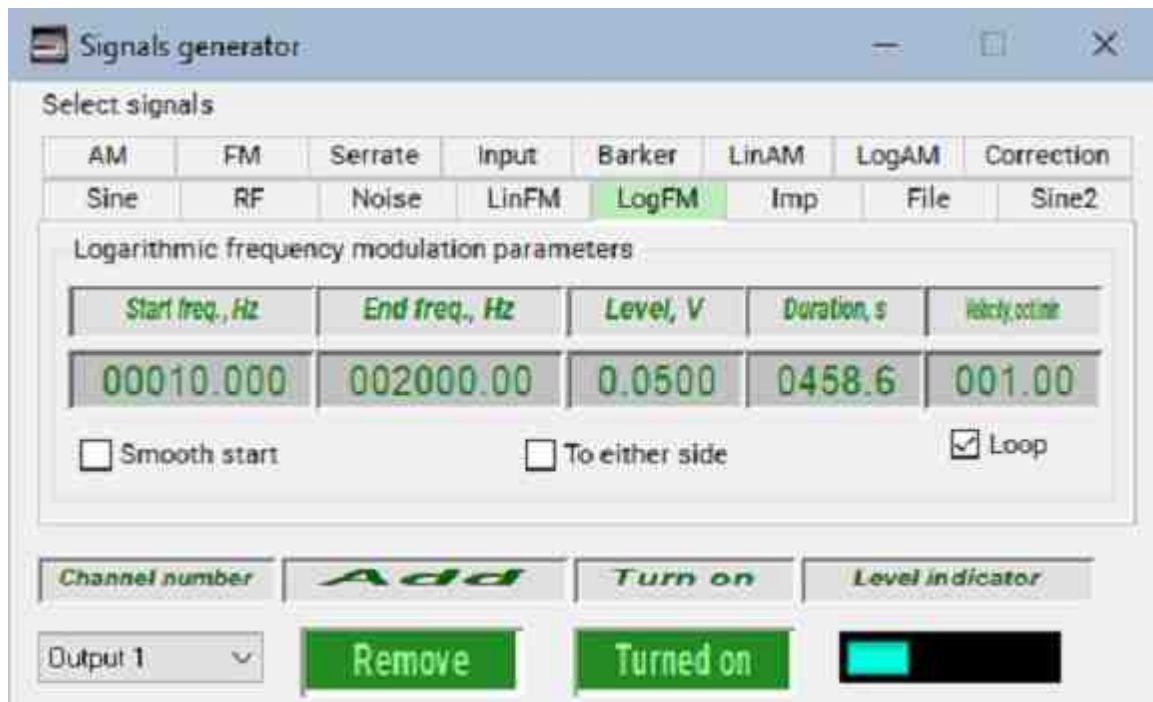 Signals generator
Select signals
AM FM Serrate Input Barker LinAM LogAM Correction
Sine RF Noise LinFM LogFM Imp File Sine2
Logarithmic frequency modulation parameters
Start freq., Hz End freq., Hz Level, V Duration, s Velocity, oct/min
00010.000 002000.00 0.0500 0458.6 001.00
Smooth start To either side Loop
Channel number Add Turn on Level indicator
Output 1 Remove Turned on